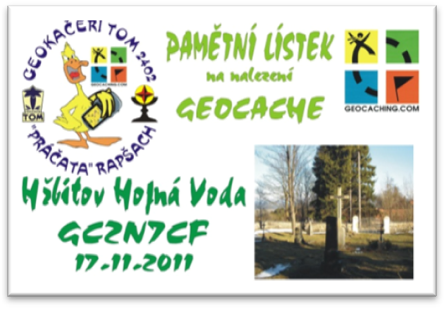 GEOKAČEŘI TOM 2402
TOM
"PRÁČATA" RAPŠACH
PAMĚTNÍ LÍSTEK
na nalezení
GEOCACHE
GEOCACHING.COM
Hřbitov Hojná Voda
GC2N7CF
17-11-2011